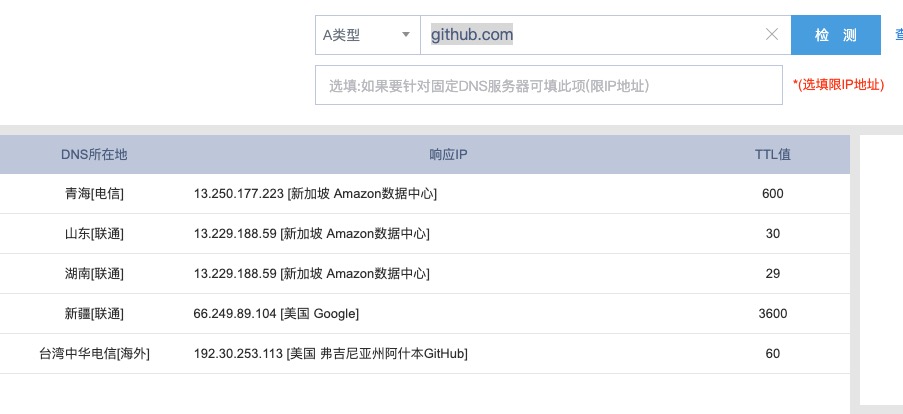 A类型 github.com 检 测 查
选填:如果要针对固定DNS服务器可填此项(限IP地址) *(选填限IP地址)
DNS所在地 响应IP TTL值
青海[电信] 13.250.177.223 [新加坡 Amazon数据中心] 600
山东[联通] 13.229.188.59 [新加坡 Amazon数据中心] 30
湖南[联通] 13.229.188.59 [新加坡 Amazon数据中心] 29
新疆[联通] 66.249.89.104 [美国 Google] 3600
台湾中华电信[海外] 192.30.253.113 [美国 弗吉尼亚州阿什本GitHub] 60